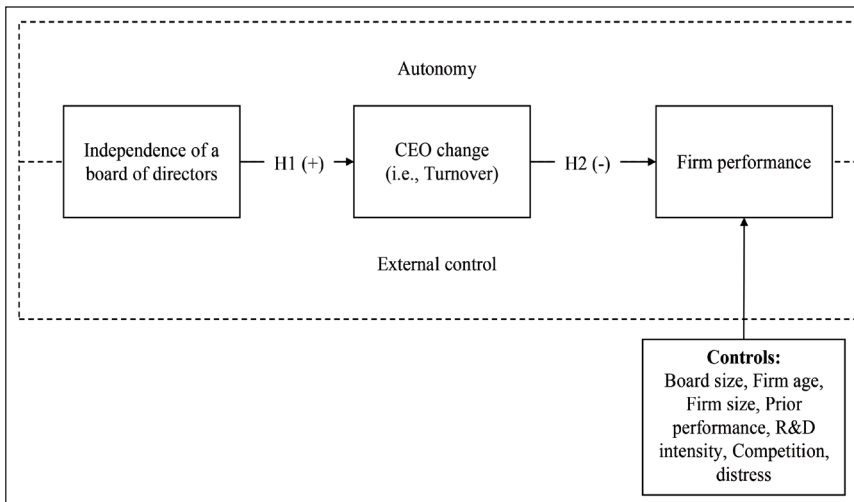 Autonomy
Independence of a
board of directors
H1 (+)
CEO change
(i.e., Turnover)
H2 (-)
Firm performance
External control
Controls:
Board size, Firm age,
Firm size, Prior
performance, R&D
intensity, Competition,
distress